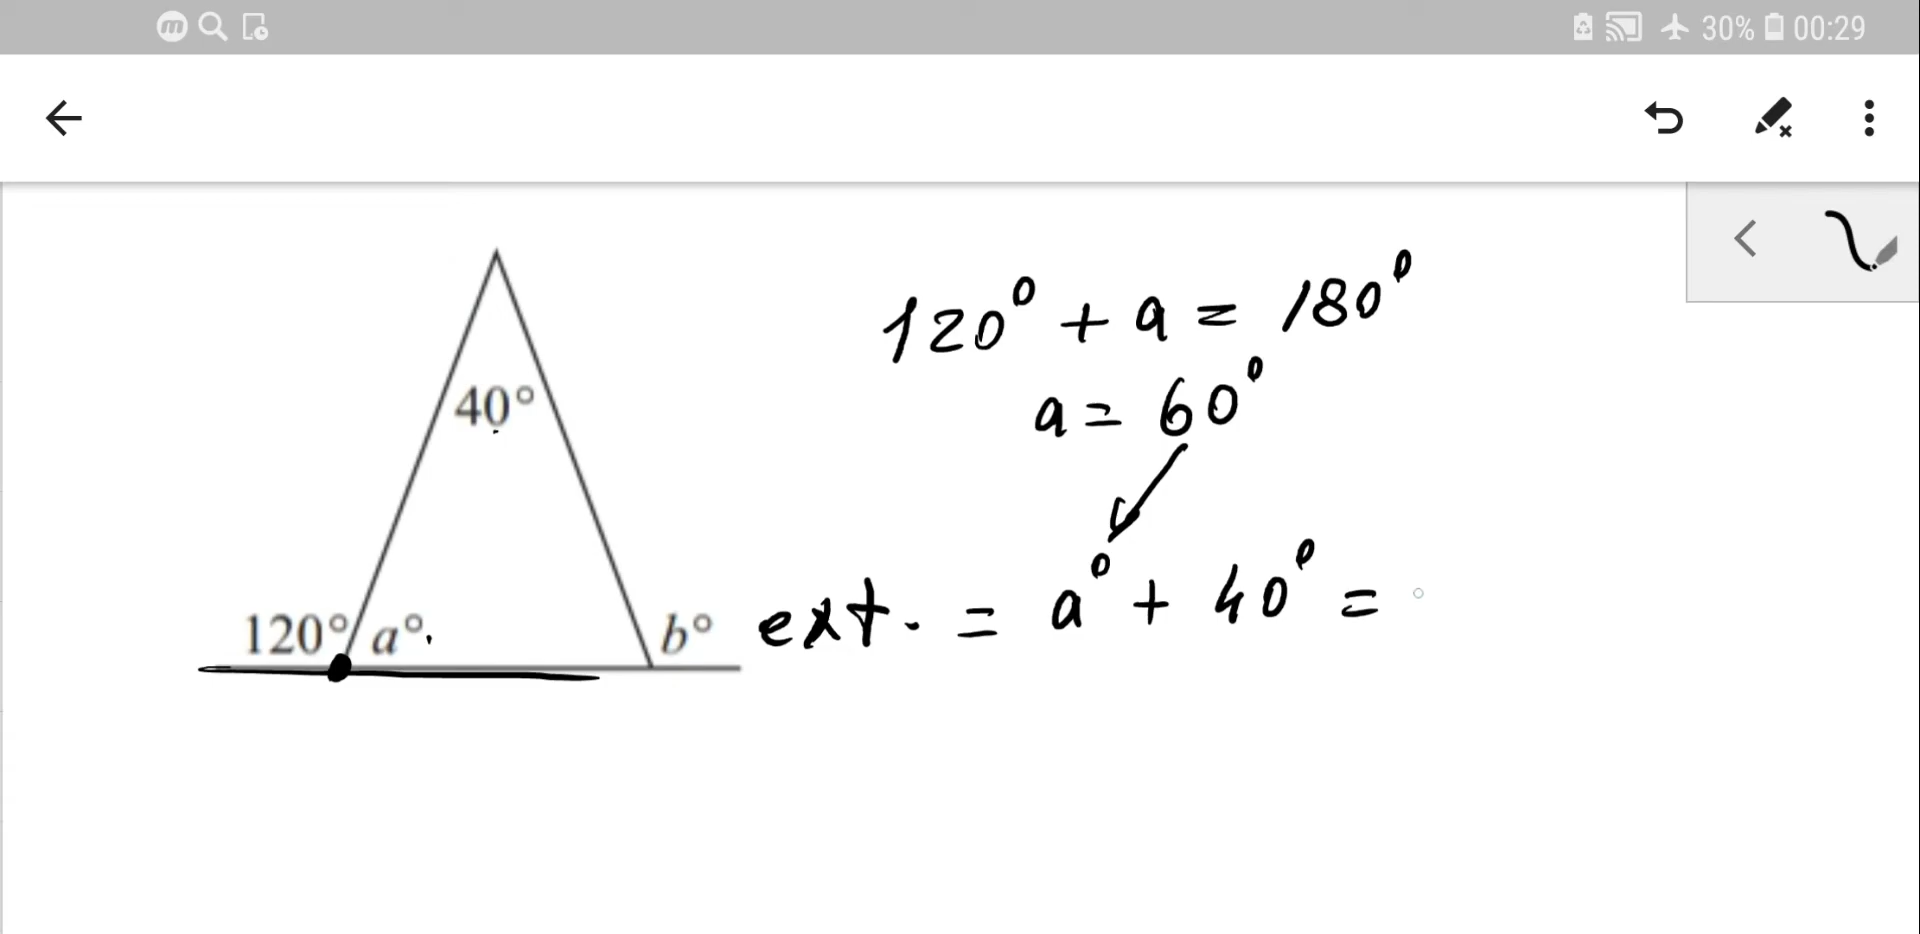 30% 00:29
120° + a = 180°
a = 60°
40°
ext. = a° + 40° =
120° a° b°